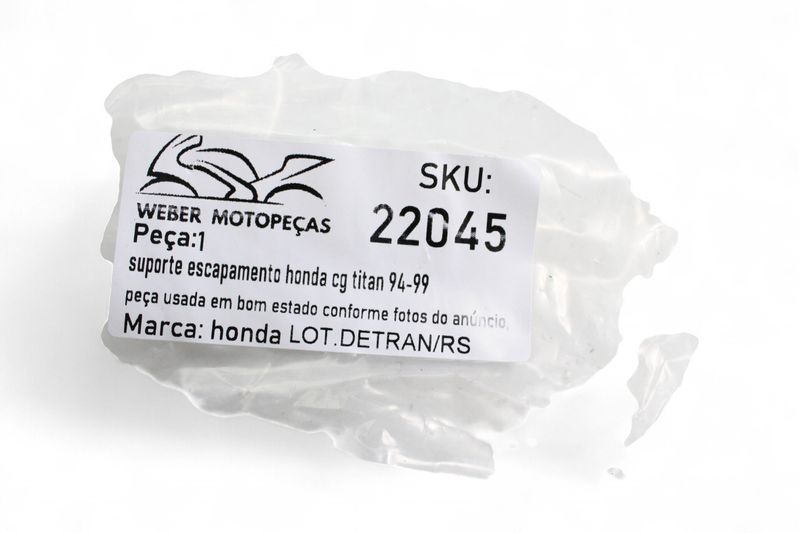 WEBER MOTOPEÇAS
SKU:
22045
Peça:1
suporte escapamento honda cg titan 94-99
peça usada em bom estado conforme fotos do anúncio,
Marca: honda LOT.DETRAN/RS